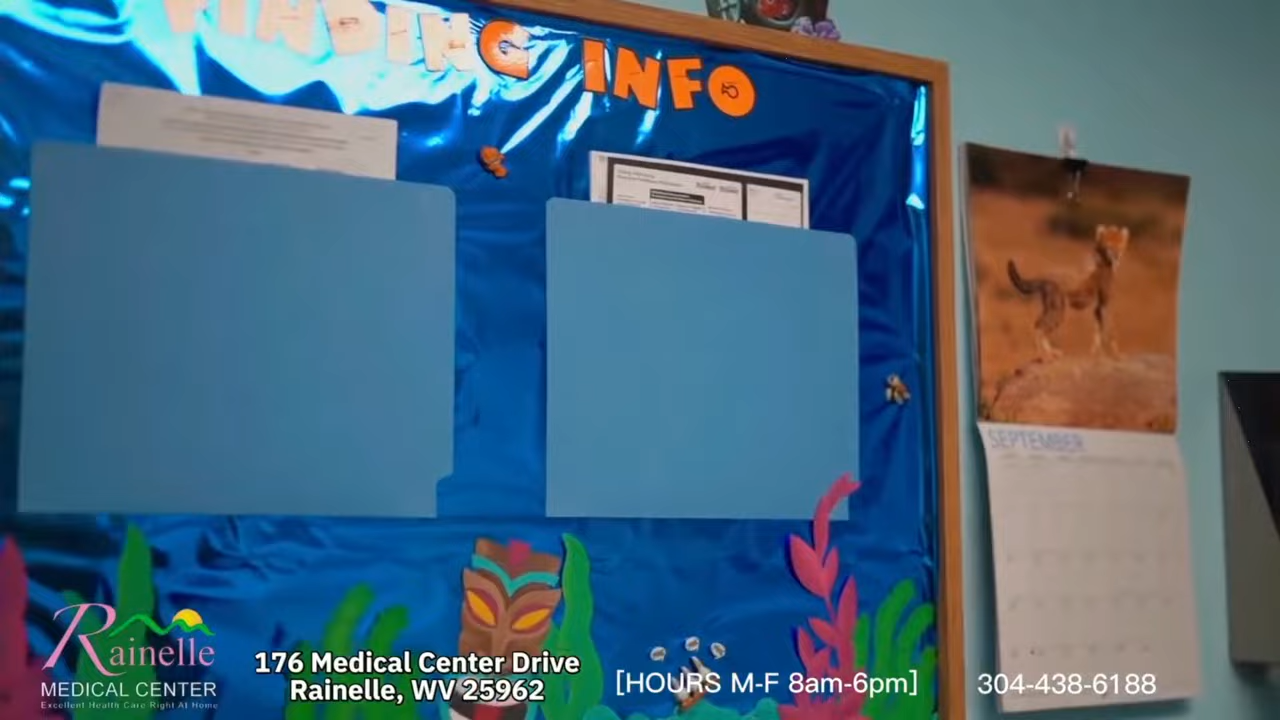 FINDING INFO
SEPTEMBER
Rainelle
MEDICAL CENTER
Excellent Health Care Right At Home
176 Medical Center Drive
Rainelle, WV 25962
[HOURS M-F 8am-6pm]
304-438-6188